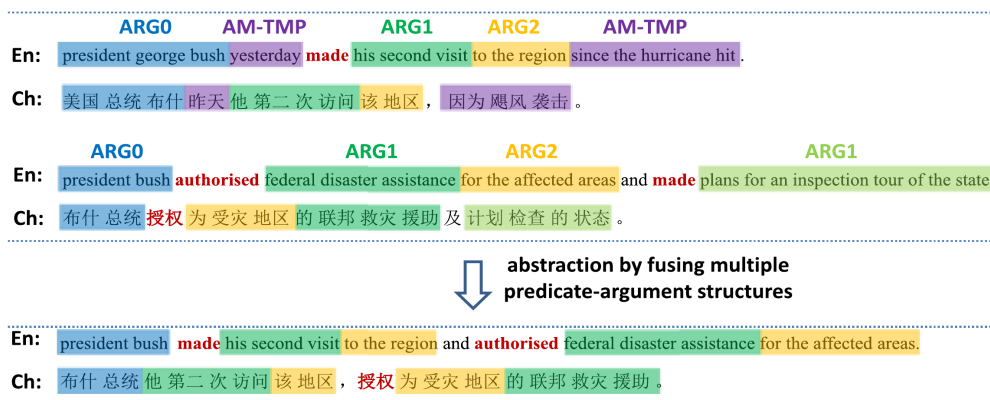 ARG0 AM-TMP ARG1 ARG2 AM-TMP
En: president george bush yesterday made his second visit to the region since the hurricane hit .
Ch: 美国 总统 布什 昨天 他 第二 次 访问 该 地区 , 因为 飓风 袭击 。
ARG0 ARG1 ARG2 ARG1
En: president bush authorised federal disaster assistance for the affected areas and made plans for an inspection tour of the state
Ch: 布什 总统 授权 为 受灾 地区 的 联邦 救灾 援助 及 计划 检查 的 状态 。
abstraction by fusing multiple
predicate-argument structures
En: president bush made his second visit to the region and authorised federal disaster assistance for the affected areas.
Ch: 布什 总统 他 第二 次 访问 该 地区 , 授权 为 受灾 地区 的 联邦 救灾 援助 。